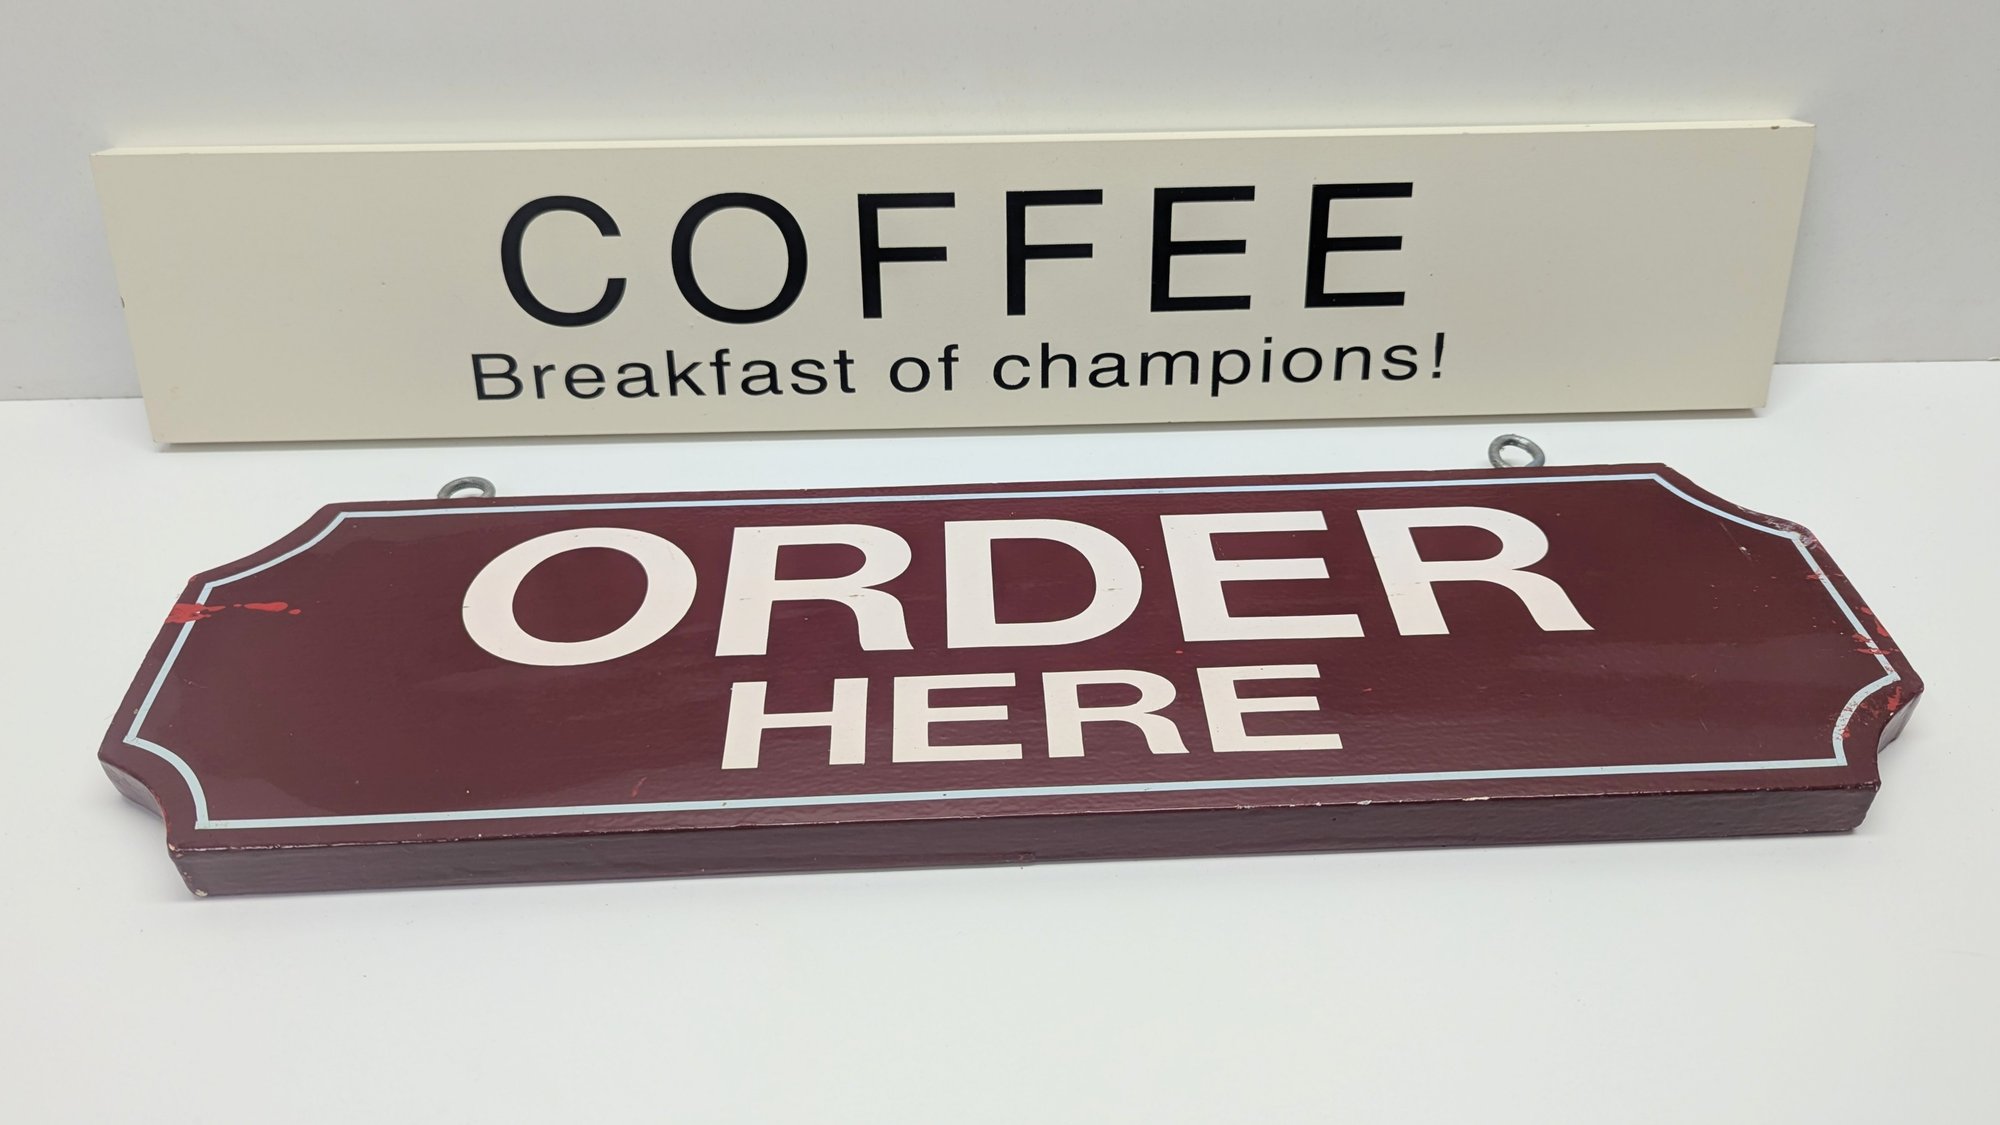 COFFEE
Breakfast of champions!
ORDER
HERE